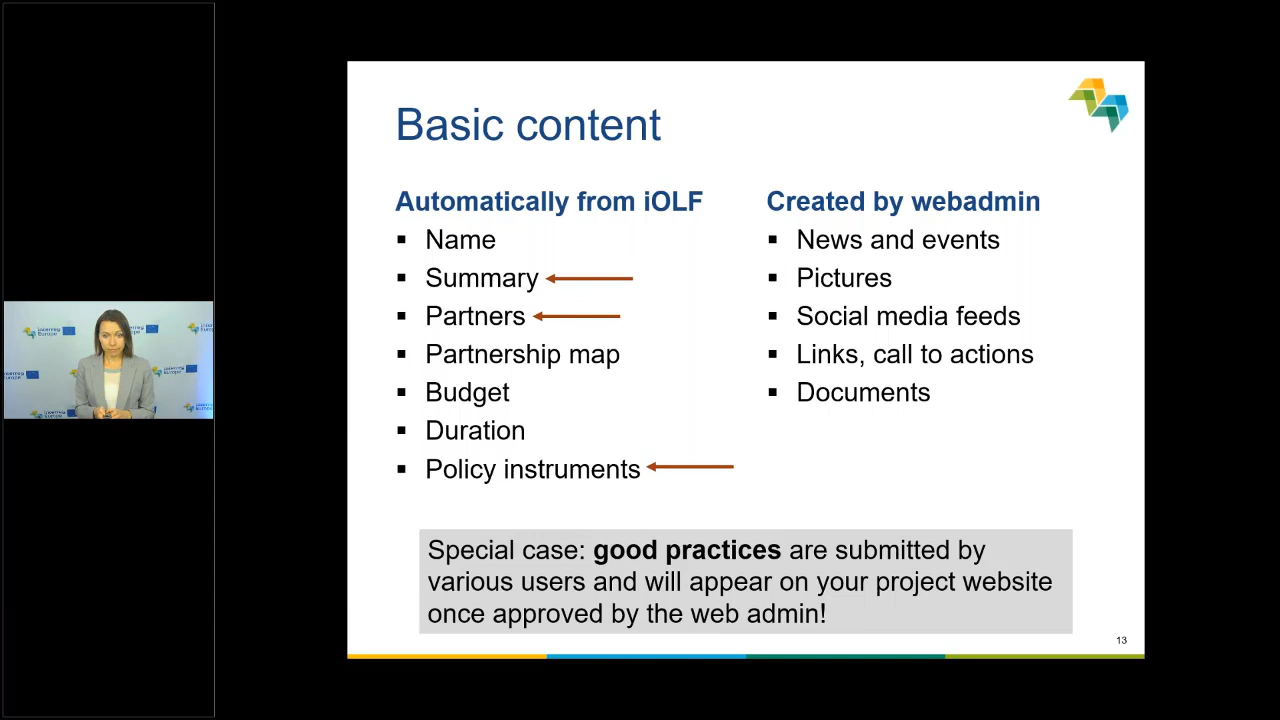 Basic content
Automatically from iOLF
▪ Name
▪ Summary
▪ Partners
▪ Partnership map
▪ Budget
▪ Duration
▪ Policy instruments
Created by webadmin
▪ News and events
▪ Pictures
▪ Social media feeds
▪ Links, call to actions
▪ Documents
Special case: good practices are submitted by
various users and will appear on your project website
once approved by the web admin!
13
Interreg
Europe